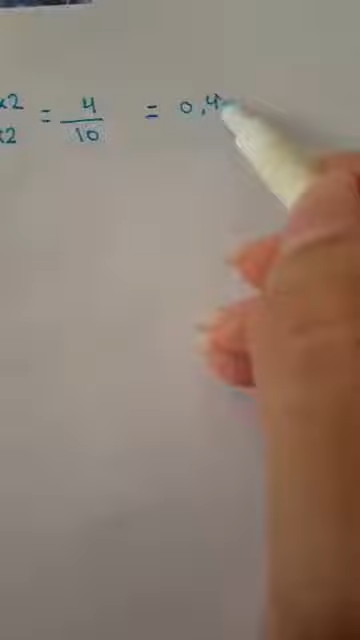 x2/x2 = 4/10 = 0,4